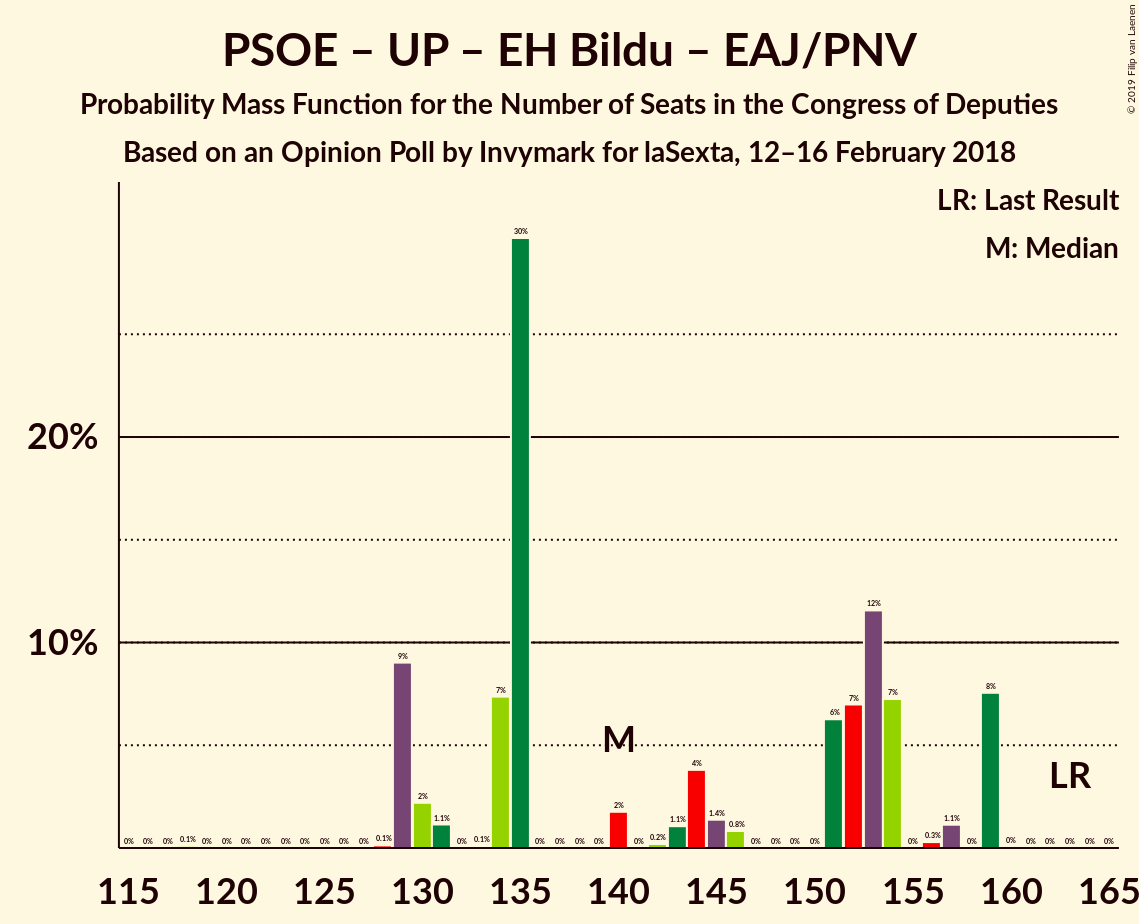 PSOE – UP – EH Bildu – EAJ/PNV
Probability Mass Function for the Number of Seats in the Congress of Deputies
Based on an Opinion Poll by Invymark for laSexta, 12–16 February 2018
© 2019 Filip van Laenen
LR: Last Result
M: Median
20%
10%
0% 0% 0% 0.1% 0% 0% 0% 0% 0% 0% 0% 0% 0% 0.1% 9% 2% 1.1% 0% 0.1% 7% 30% 0% 0% 0% 0% 2% 0% 0.2% 1.1% 4% 1.4% 0.8% 0% 0% 0% 0% 6% 7% 12% 7% 0% 0.3% 1.1% 0% 8% 0% 0% 0% 0% 0% 0%
M
LR
115 120 125 130 135 140 145 150 155 160 165